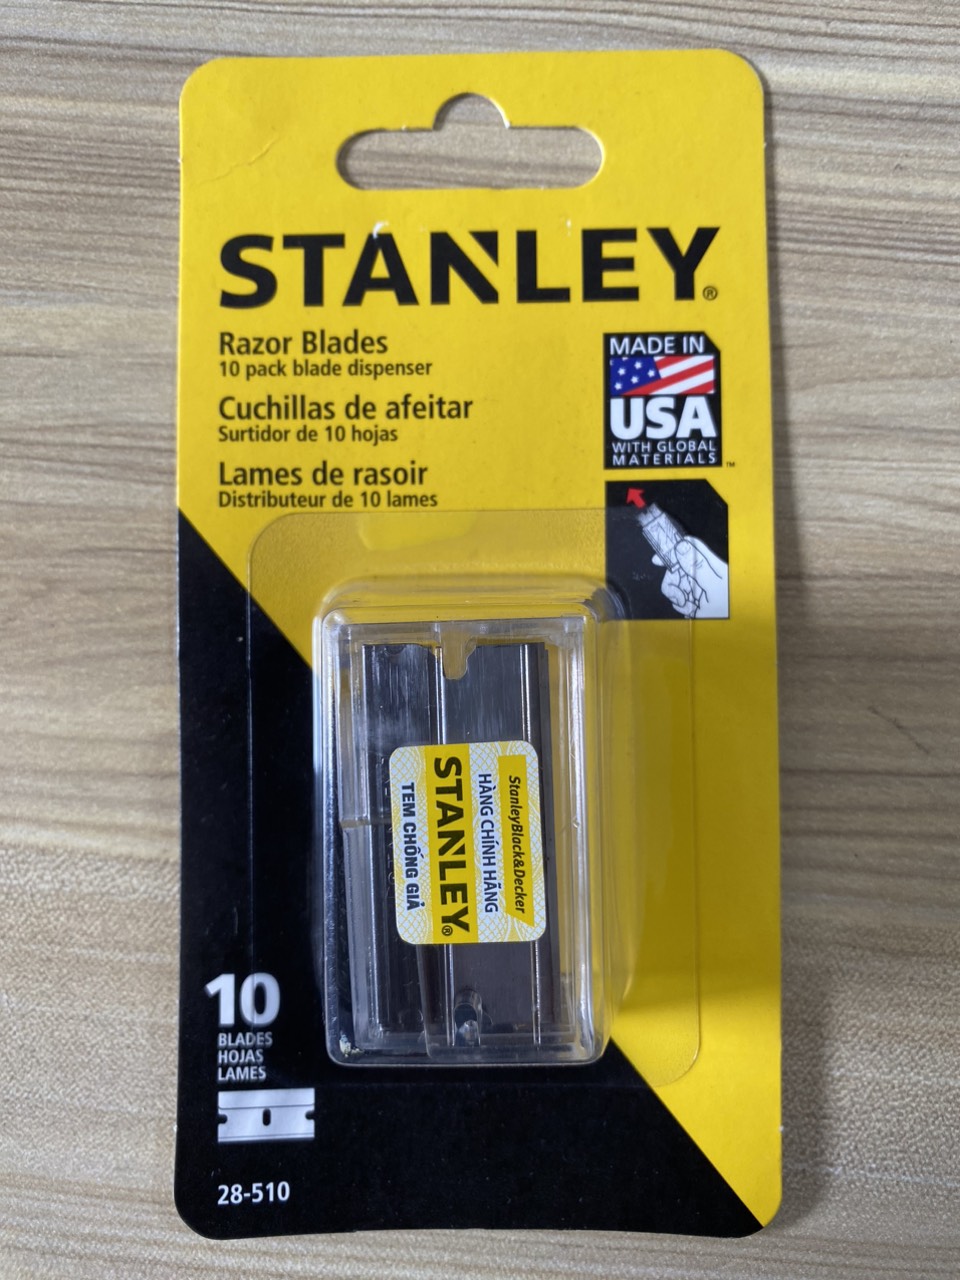 STANLEY®
Razor Blades
10 pack blade dispenser
Cuchillas de afeitar
Surtidor de 10 hojas
Lames de rasoir
Distributeur de 10 lames
MADE IN
USA
WITH GLOBAL
MATERIALS™
StanleyBlack&Decker
HÀNG CHÍNH HÃNG
STANLEY®
TEM CHỐNG GIẢ
10
BLADES
HOJAS
LAMES
28-510